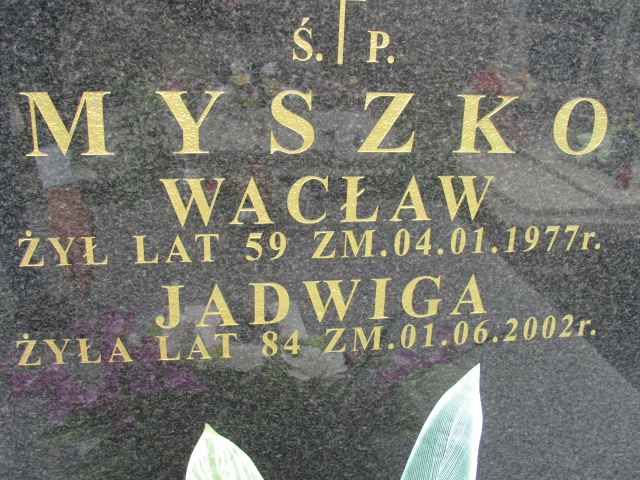 Ś. P.
MYSZKO
WACŁAW
ŻYŁ LAT 59 ZM.04.01.1977r.
JADWIGA
ŻYŁA LAT 84 ZM.01.06.2002r.